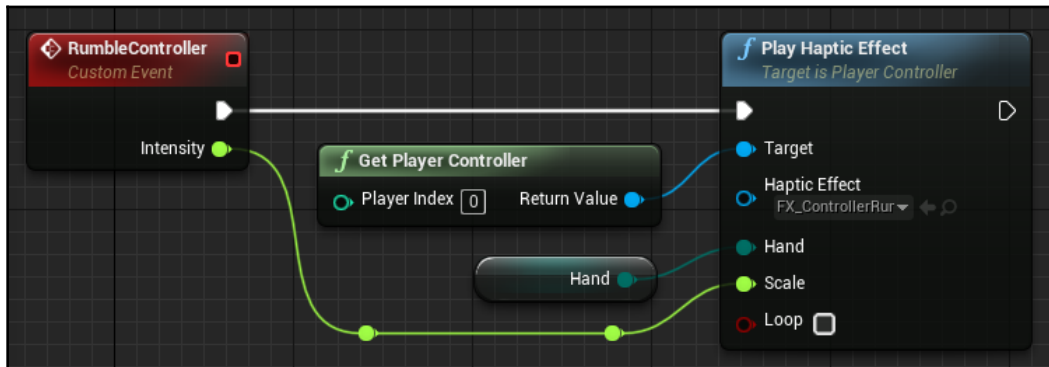 RumbleController
Custom Event
Intensity
f Get Player Controller
Player Index 0
Return Value
Hand
f Play Haptic Effect
Target is Player Controller
Target
Haptic Effect
FX_ControllerRur
Hand
Scale
Loop